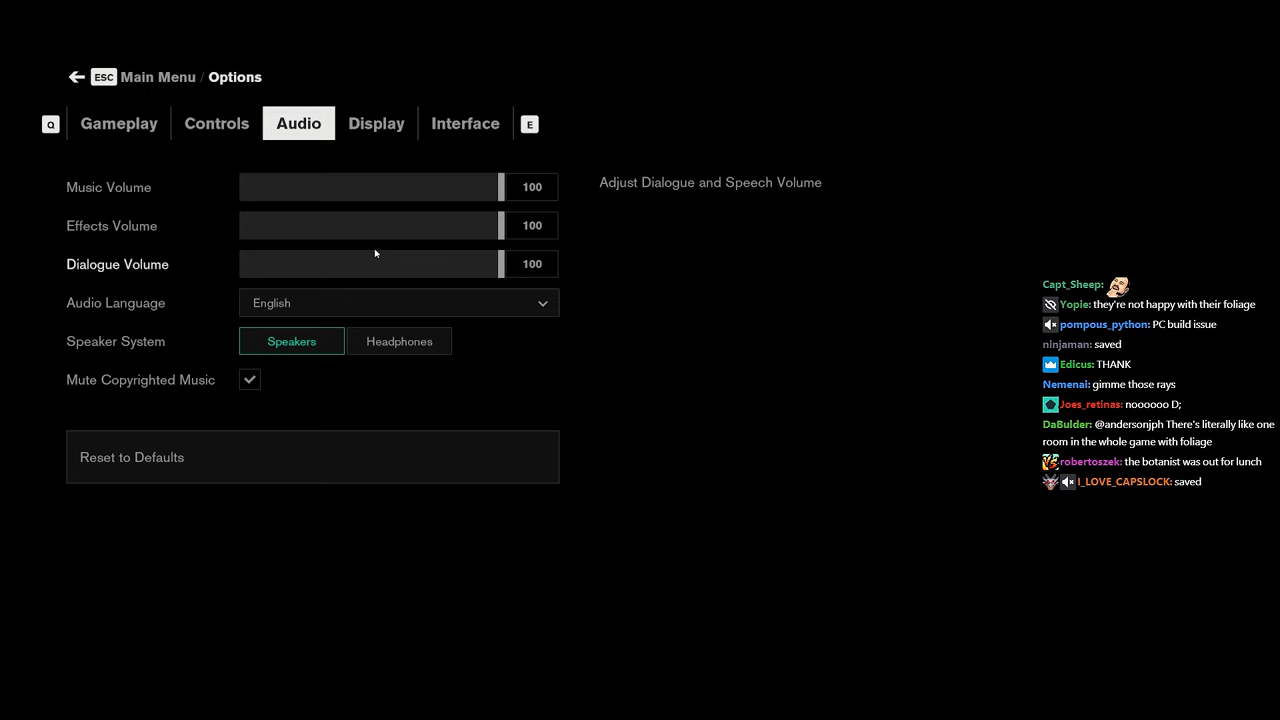 ESC Main Menu / Options
Q Gameplay Controls Audio Display Interface E
Music Volume 100
Adjust Dialogue and Speech Volume
Effects Volume 100
Dialogue Volume 100
Audio Language English
Speaker System Speakers Headphones
Mute Copyrighted Music
Reset to Defaults
Capt_Sheep:
Yopie: they're not happy with their foliage
pompous_python: PC build issue
ninjaman: saved
Edicus: THANK
Nemenai: gimme those rays
Joes_retinas: noooooo D;
DaBulder: @andersonjph There's literally like one
room in the whole game with foliage
robertoszek: the botanist was out for lunch
I_LOVE_CAPSLOCK: saved